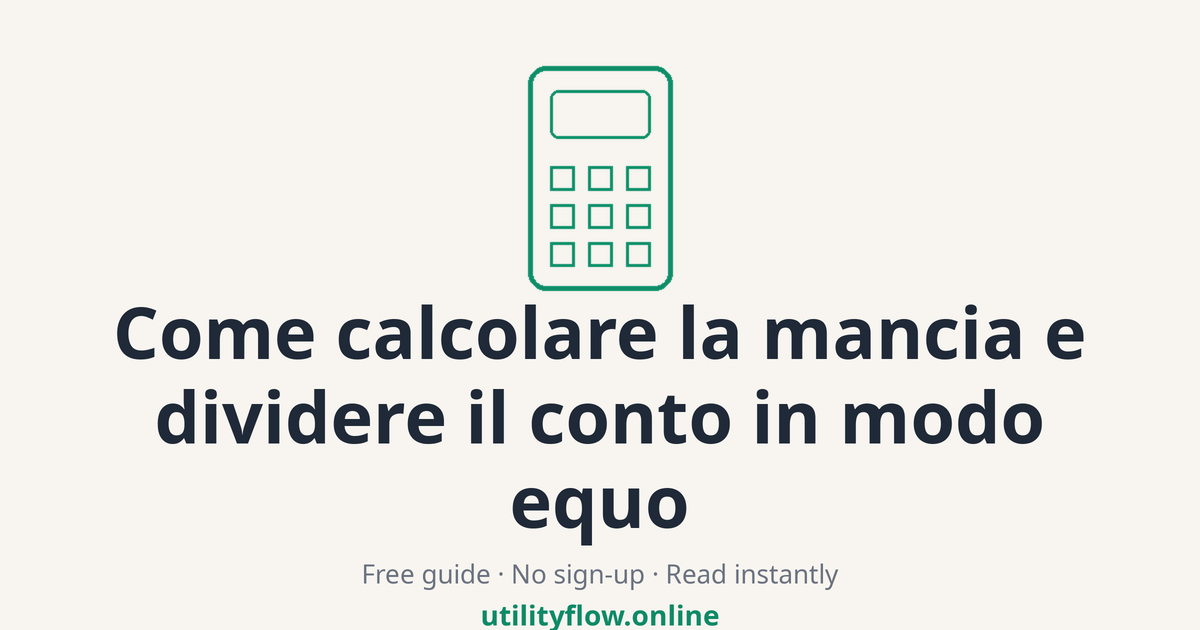 Come calcolare la mancia e
dividere il conto in modo
equo
Free guide · No sign-up · Read instantly
utilityflow.online